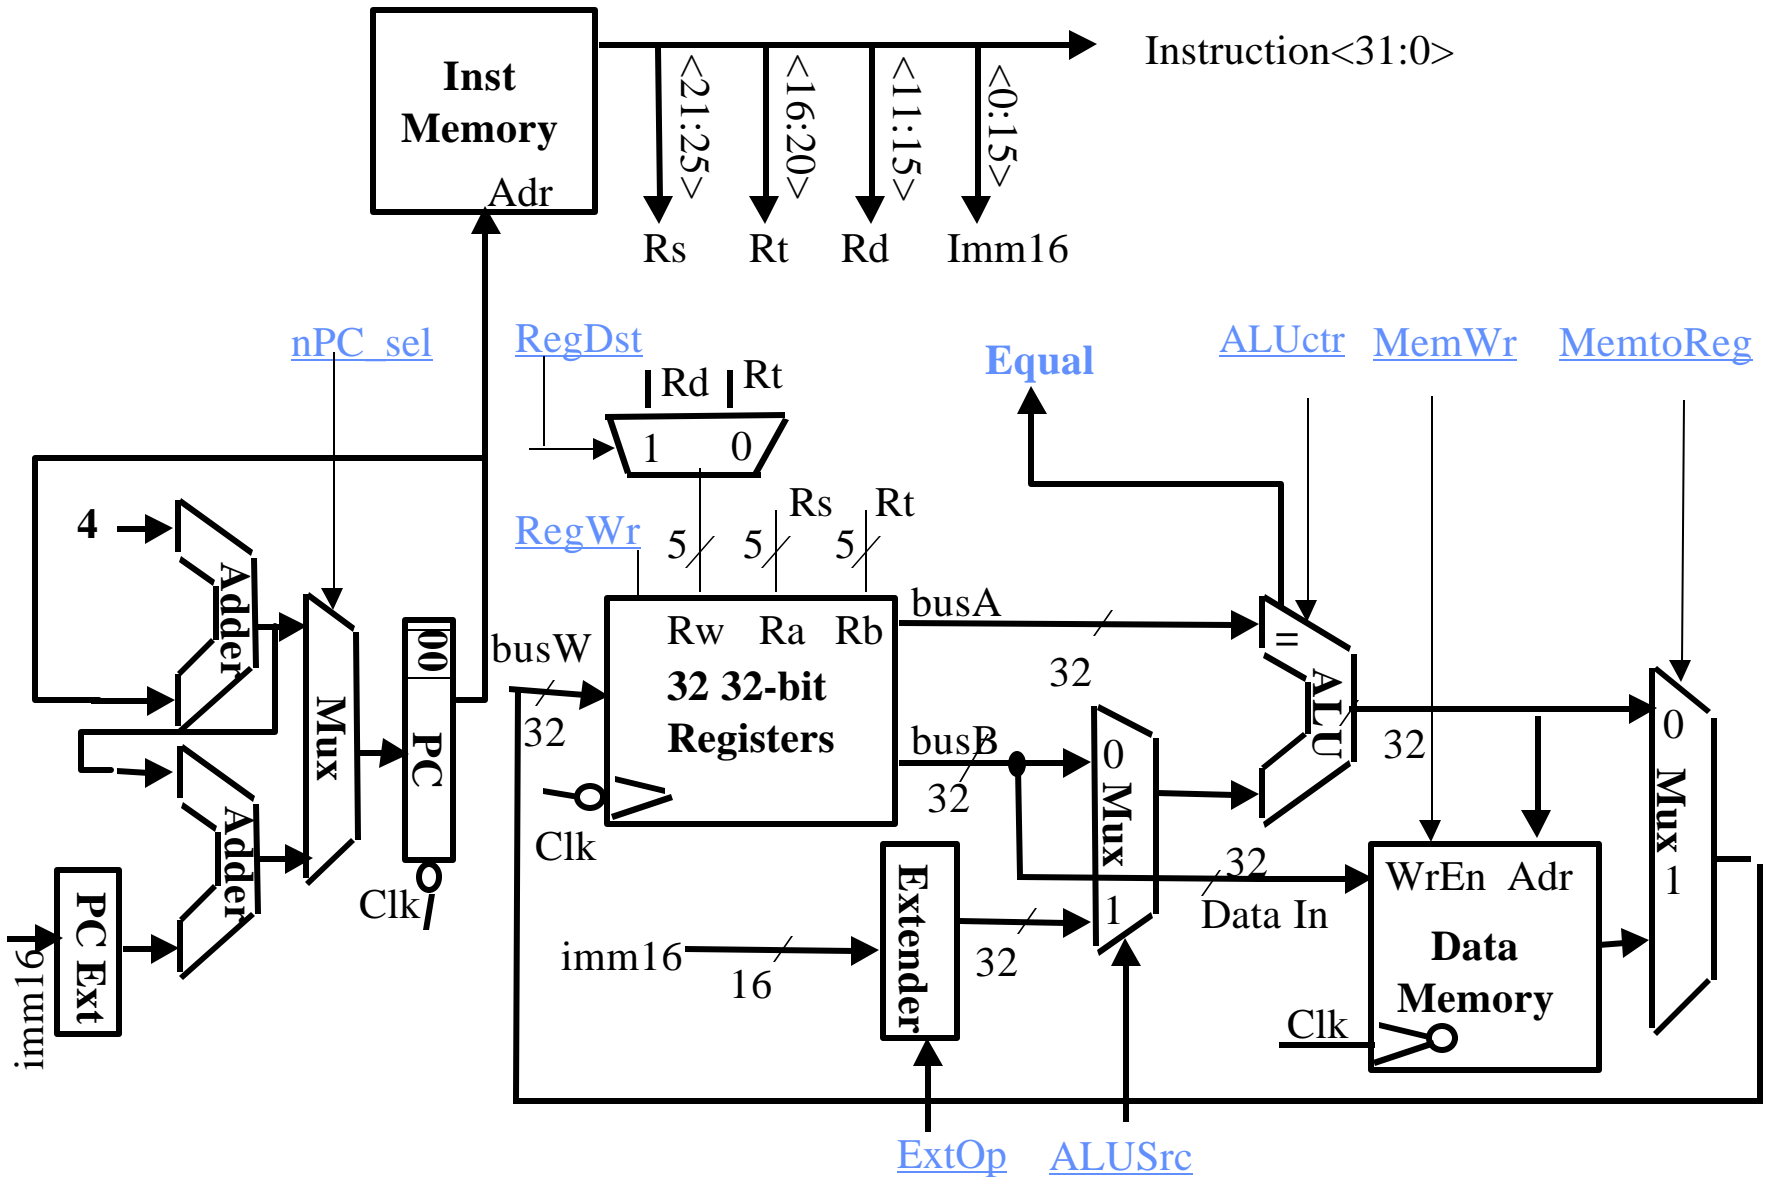 Inst
Memory
Adr
Instruction<31:0>
<21:25>
<16:20>
<11:15>
<0:15>
Rs
Rt
Rd
Imm16
nPC_sel
RegDst
Rd
Rt
Equal
ALUctr
MemWr
MemtoReg
1
0
4
Adder
RegWr
5
5
Rs
5
Rt
busW
32
Rw
Ra
Rb
32 32-bit
Registers
Clk
busA
32
busB
32
=
ALU
32
0
Mux
1
Mux
00
PC
Clk
Adder
PC Ext
imm16
imm16
16
Extender
32
0
Mux
1
32
Data In
WrEn
Adr
Data
Memory
Clk
ExtOp
ALUSrc